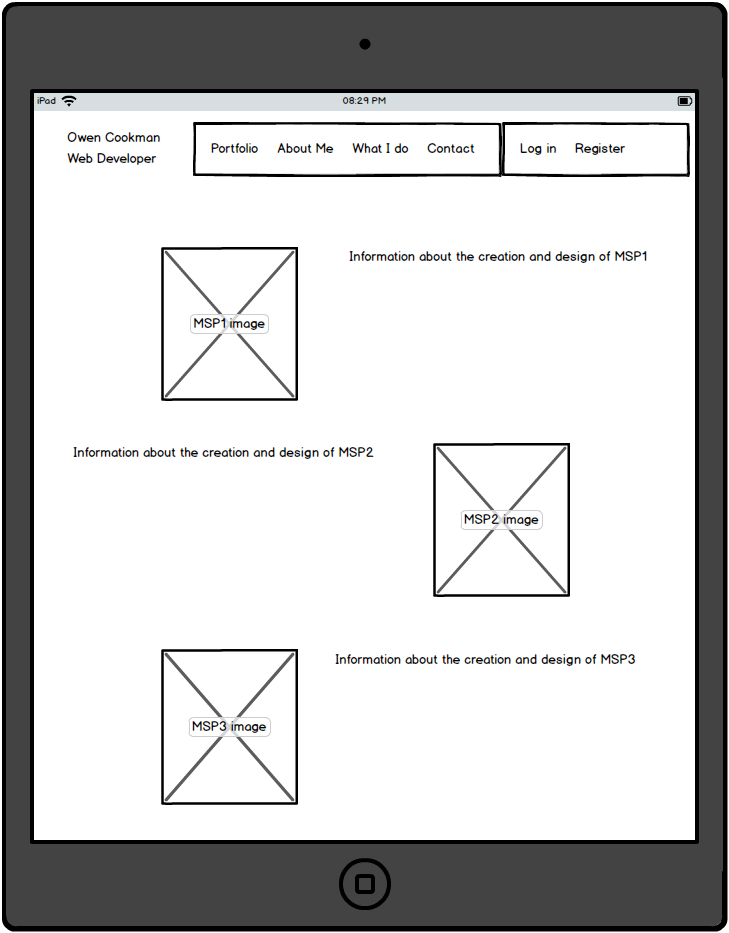 iPad 08:29 PM
Owen Cookman
Web Developer
Portfolio About Me What I do Contact Log in Register
Information about the creation and design of MSP1
MSP1 image
Information about the creation and design of MSP2
MSP2 image
Information about the creation and design of MSP3
MSP3 image